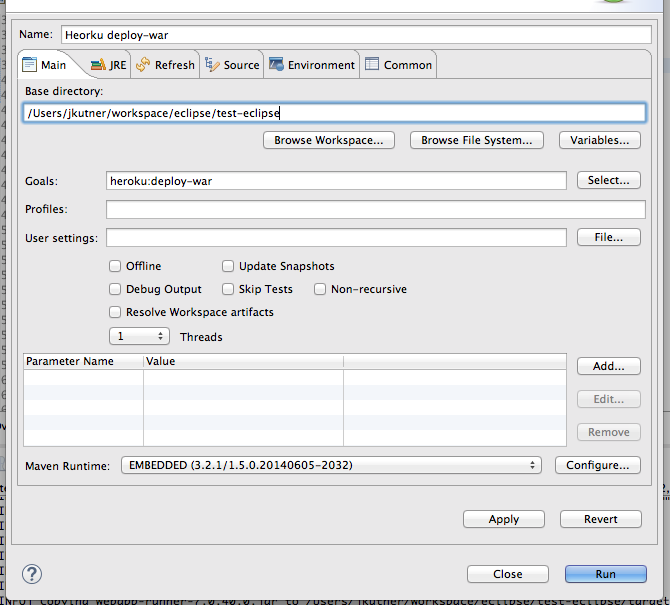 Name: Heorku deploy-war
Main JRE Refresh Source Environment Common
Base directory:
/Users/jkutner/workspace/eclipse/test-eclipse
Browse Workspace... Browse File System... Variables...
Goals: heroku:deploy-war Select...
Profiles:
User settings: File...
Offline Update Snapshots
Debug Output Skip Tests Non-recursive
Resolve Workspace artifacts
1 Threads
Parameter Name Value
Add...
Edit...
Remove
Maven Runtime: EMBEDDED (3.2.1/1.5.0.20140605-2032) Configure...
Apply Revert
? Close Run